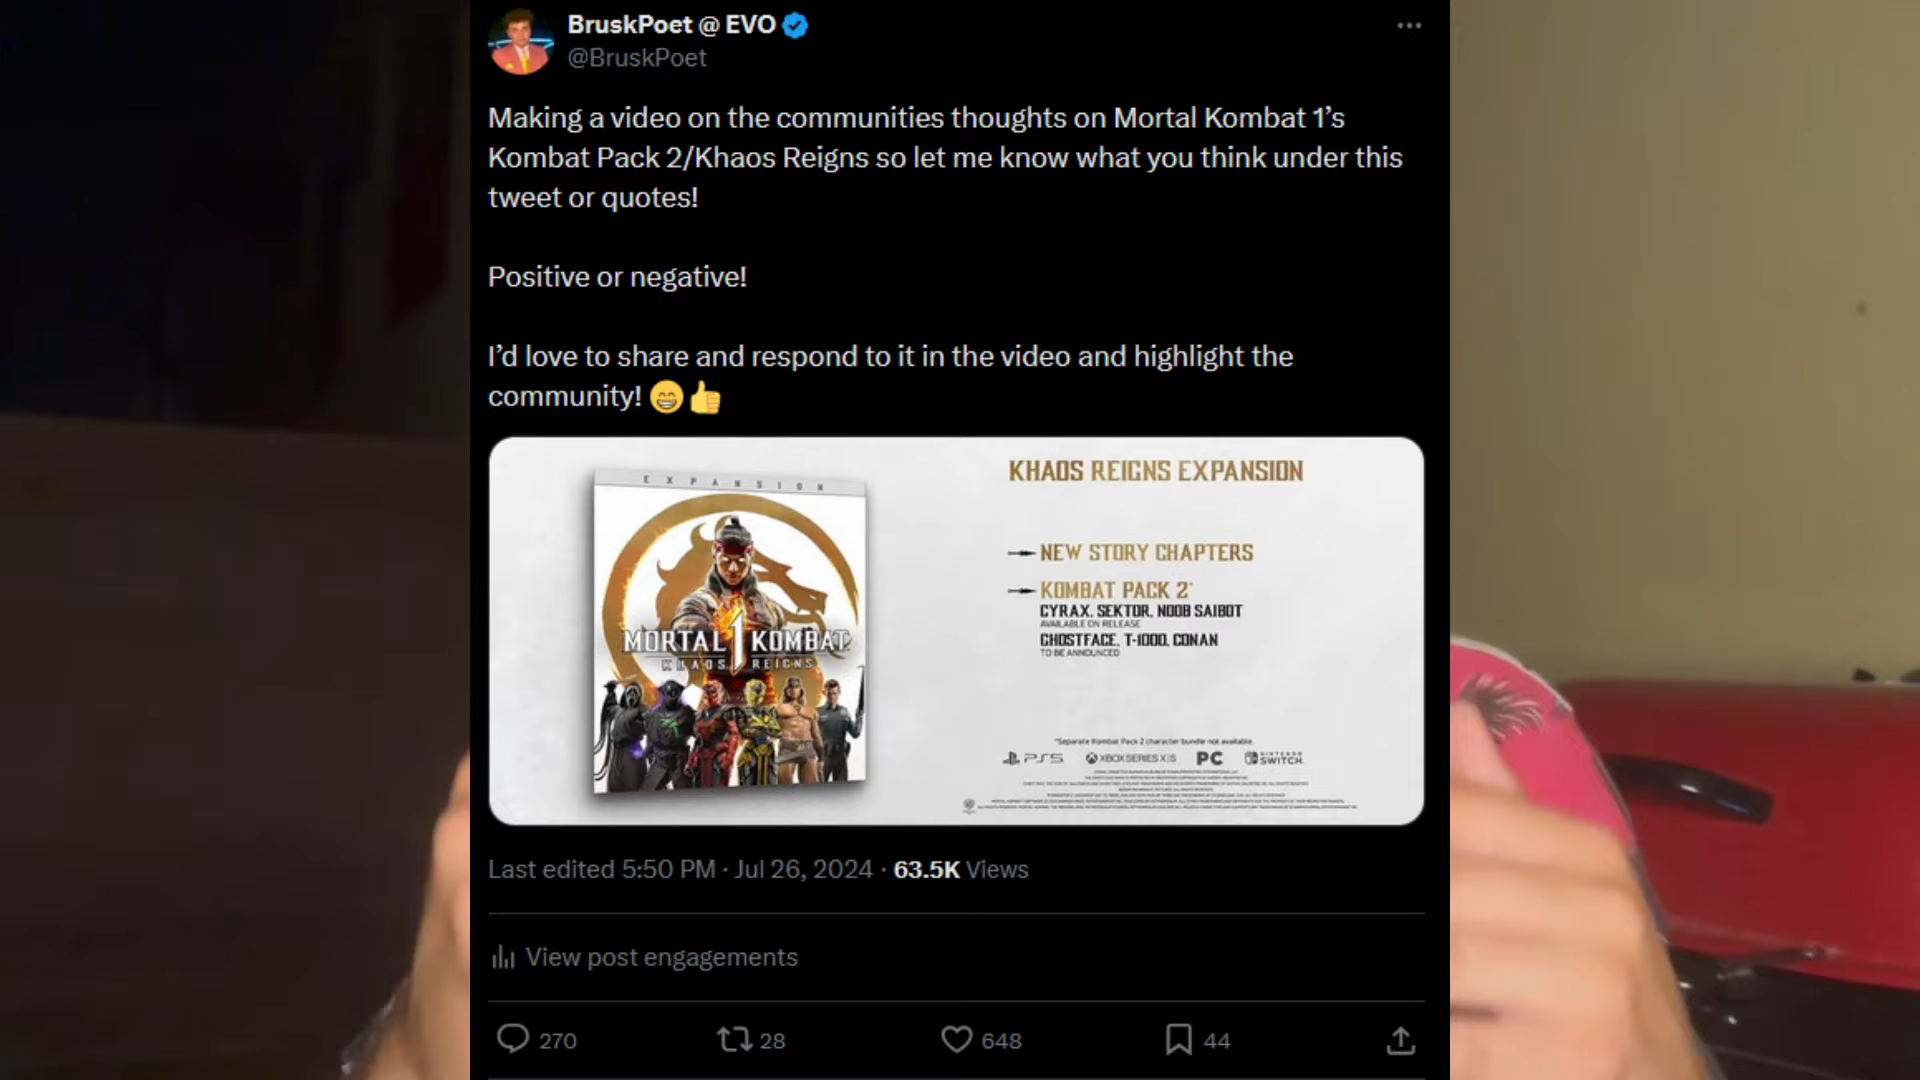 BruskPoet @ EVO
@BruskPoet
Making a video on the communities thoughts on Mortal Kombat 1’s
Kombat Pack 2/Khaos Reigns so let me know what you think under this
tweet or quotes!
Positive or negative!
I’d love to share and respond to it in the video and highlight the
community! 😁👍
EXPANSION
MORTAL 1 KOMBAT
KHAOS REIGNS
KHAOS REIGNS EXPANSION
NEW STORY CHAPTERS
KOMBAT PACK 2*
CYRAX, SEKTOR, NOOB SAIBOT
AVAILABLE ON RELEASE
GHOSTFACE, T-1000, CONAN
TO BE ANNOUNCED
*Separate Kombat Pack 2 character bundle not available.
PS5 XBOX SERIES X|S PC NINTENDO SWITCH
Last edited 5:50 PM · Jul 26, 2024 · 63.5K Views
View post engagements
270 28 648 44